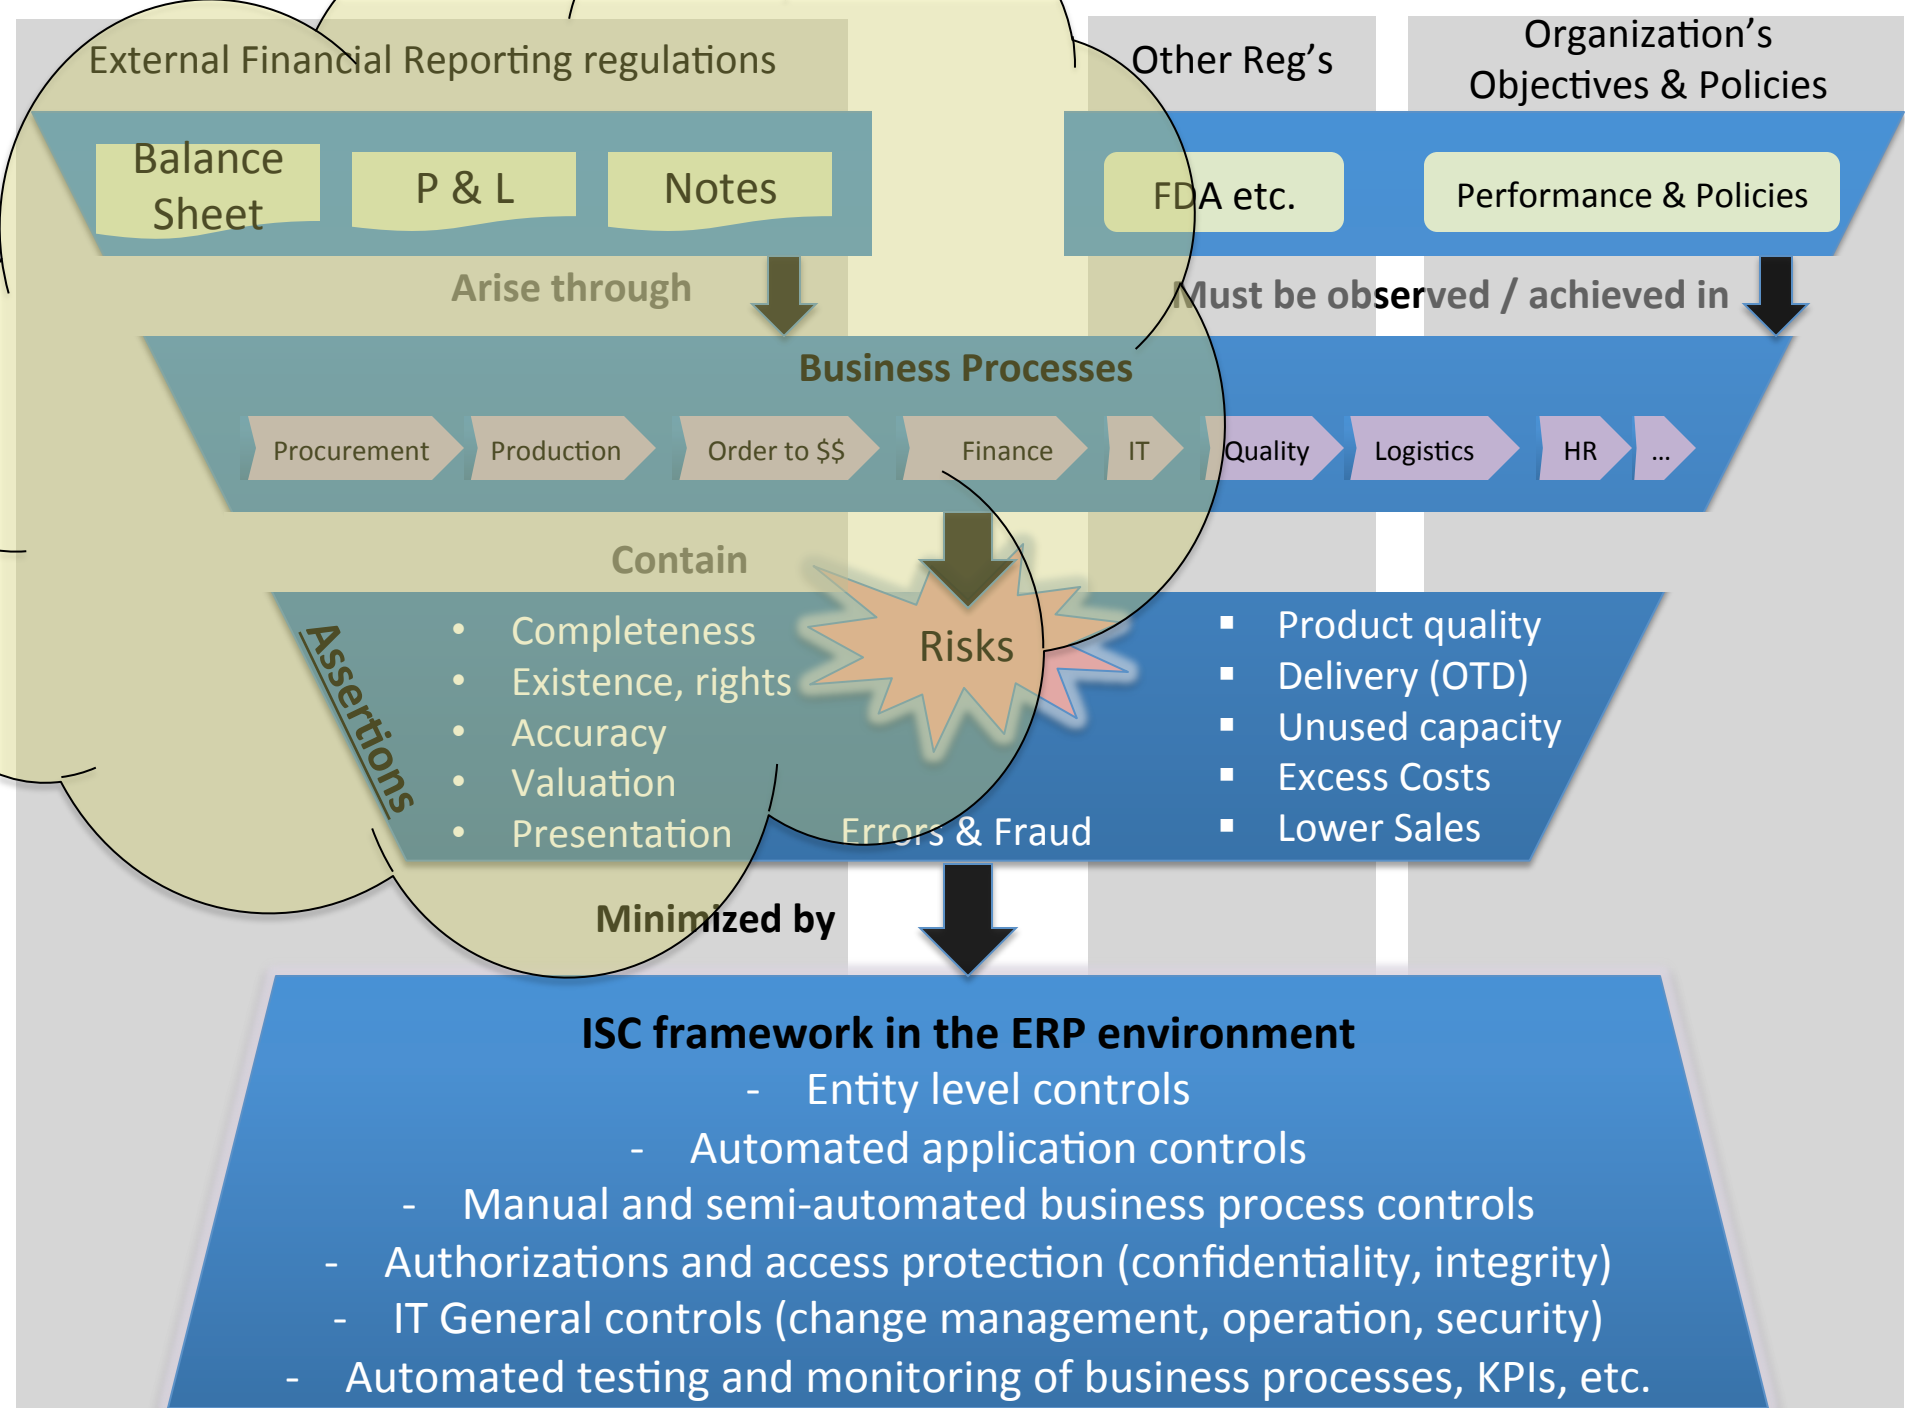 External Financial Reporting regulations
Other Reg's
Organization's
Objectives & Policies
Balance
Sheet
P & L
Notes
FDA etc.
Performance & Policies
Arise through
Must be observed / achieved in
Business Processes
Procurement
Production
Order to $$
Finance
IT
Quality
Logistics
HR
...
Contain
Assertions
• Completeness
• Existence, rights
• Accuracy
• Valuation
• Presentation
Risks
Errors & Fraud
▪ Product quality
▪ Delivery (OTD)
▪ Unused capacity
▪ Excess Costs
▪ Lower Sales
Minimized by
ISC framework in the ERP environment
- Entity level controls
- Automated application controls
- Manual and semi-automated business process controls
- Authorizations and access protection (confidentiality, integrity)
- IT General controls (change management, operation, security)
- Automated testing and monitoring of business processes, KPIs, etc.